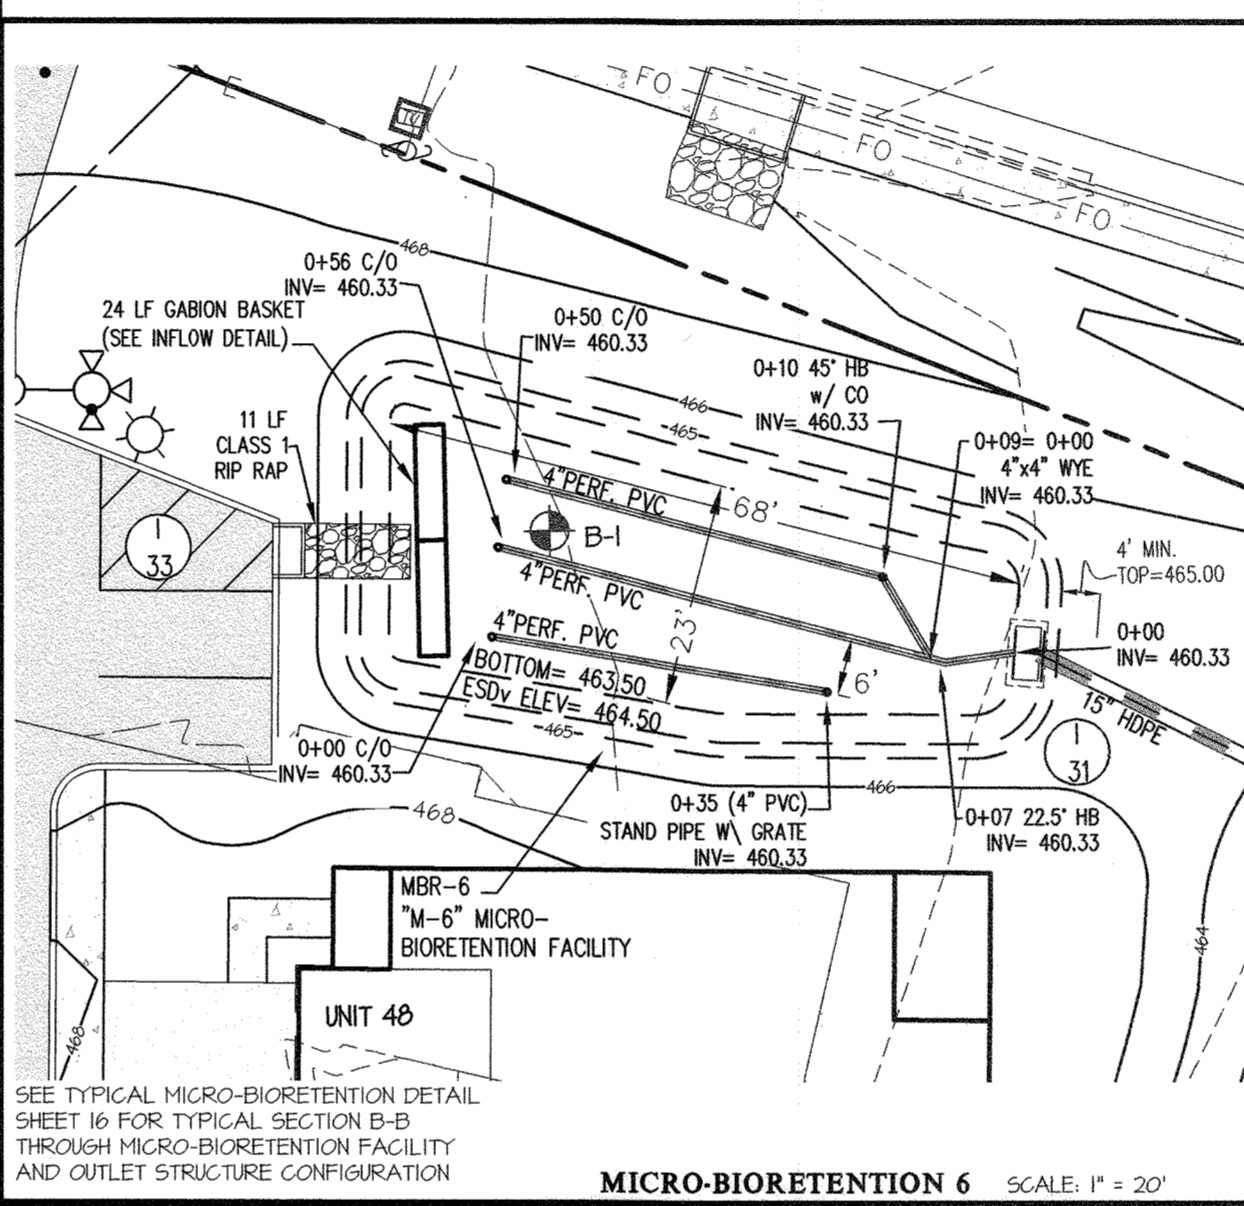 E
FO
FO
FO
468
0+56 C/O
INV= 460.33
24 LF GABION BASKET
(SEE INFLOW DETAIL)
0+50 C/O
INV= 460.33
0+10 45° HB
w/ CO
INV= 460.33
466
465
11 LF
CLASS 1
RIP RAP
0+09= 0+00
4"x4" WYE
INV= 460.33
4"PERF. PVC
68'
B-1
1
33
4' MIN.
TOP=465.00
4"PERF. PVC
4"PERF. PVC
23'
0+00
INV= 460.33
BOTTOM= 463.50
ESDv ELEV= 464.50
6'
15" HDPE
465
0+00 C/O
INV= 460.33
1
31
466
468
0+35 (4" PVC)
STAND PIPE W\ GRATE
INV= 460.33
0+07 22.5° HB
INV= 460.33
MBR-6
"M-6" MICRO-
BIORETENTION FACILITY
464
UNIT 48
468
SEE TYPICAL MICRO-BIORETENTION DETAIL
SHEET 16 FOR TYPICAL SECTION B-B
THROUGH MICRO-BIORETENTION FACILITY
AND OUTLET STRUCTURE CONFIGURATION
MICRO-BIORETENTION 6 SCALE: 1" = 20'